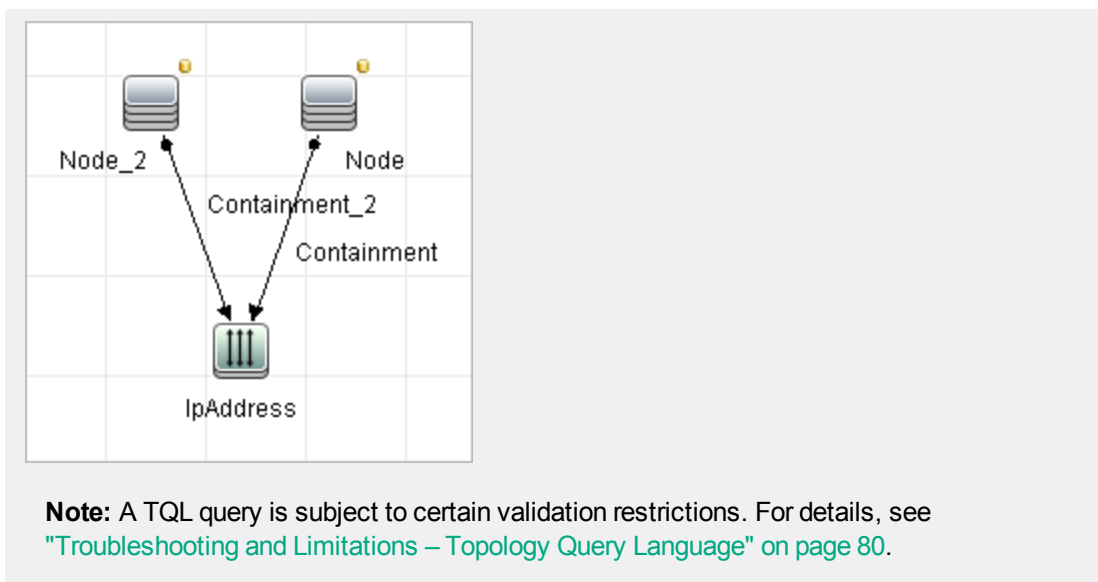 Node_2
Node
Containment_2
Containment
IpAddress
Note: A TQL query is subject to certain validation restrictions. For details, see
"Troubleshooting and Limitations – Topology Query Language" on page 80.